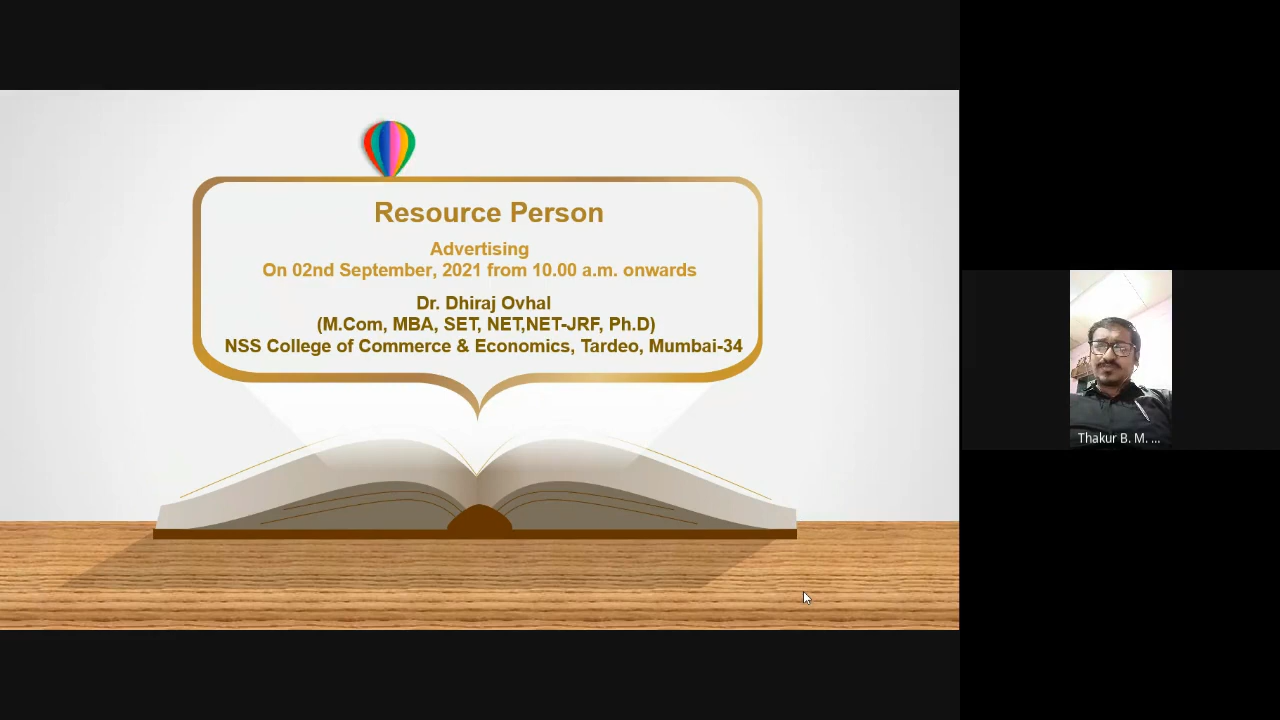 Resource Person
Advertising
On 02nd September, 2021 from 10.00 a.m. onwards
Dr. Dhiraj Ovhal
(M.Com, MBA, SET, NET,NET-JRF, Ph.D)
NSS College of Commerce & Economics, Tardeo, Mumbai-34
Thakur B. M. ...